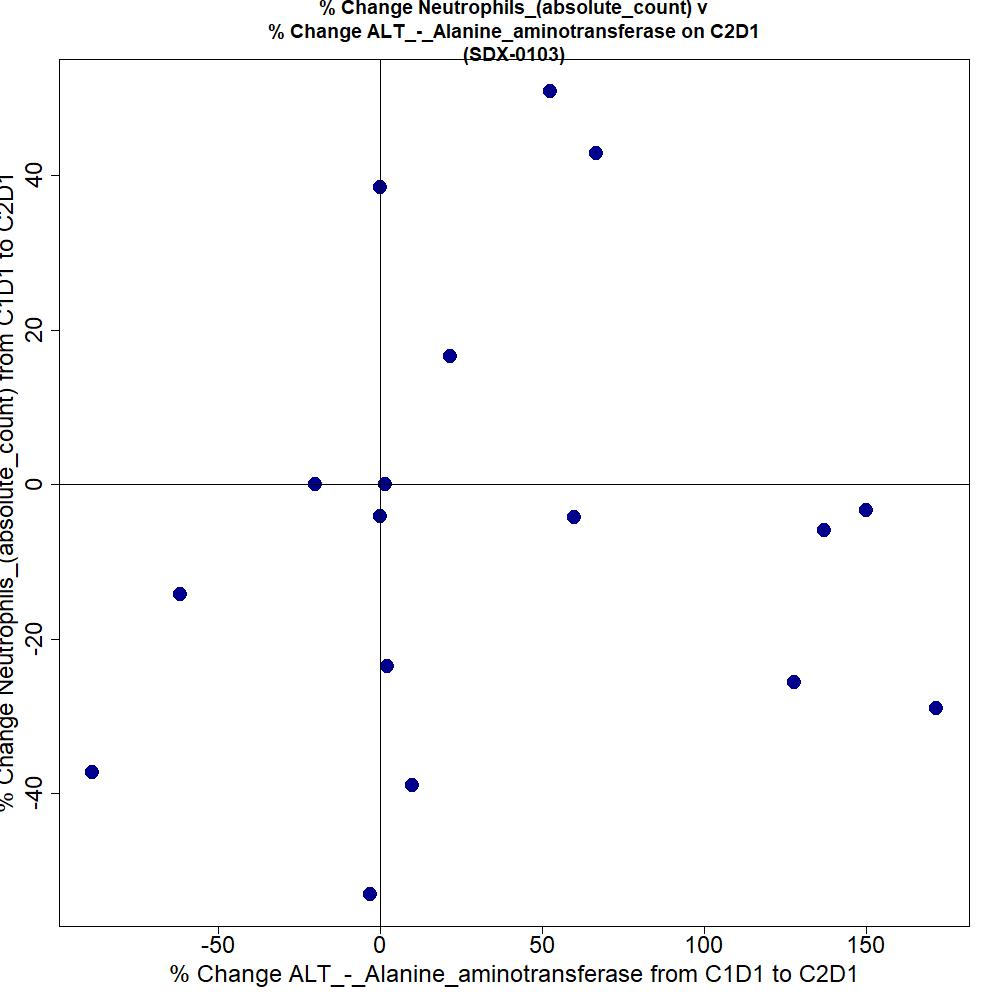 % Change Neutrophils_(absolute_count) v
% Change ALT_-_Alanine_aminotransferase on C2D1
(SDX-0103)
% Change Neutrophils_(absolute_count) from C1D1 to C2D1
40
20
0
-20
-40
-50
0
50
100
150
% Change ALT_-_Alanine_aminotransferase from C1D1 to C2D1